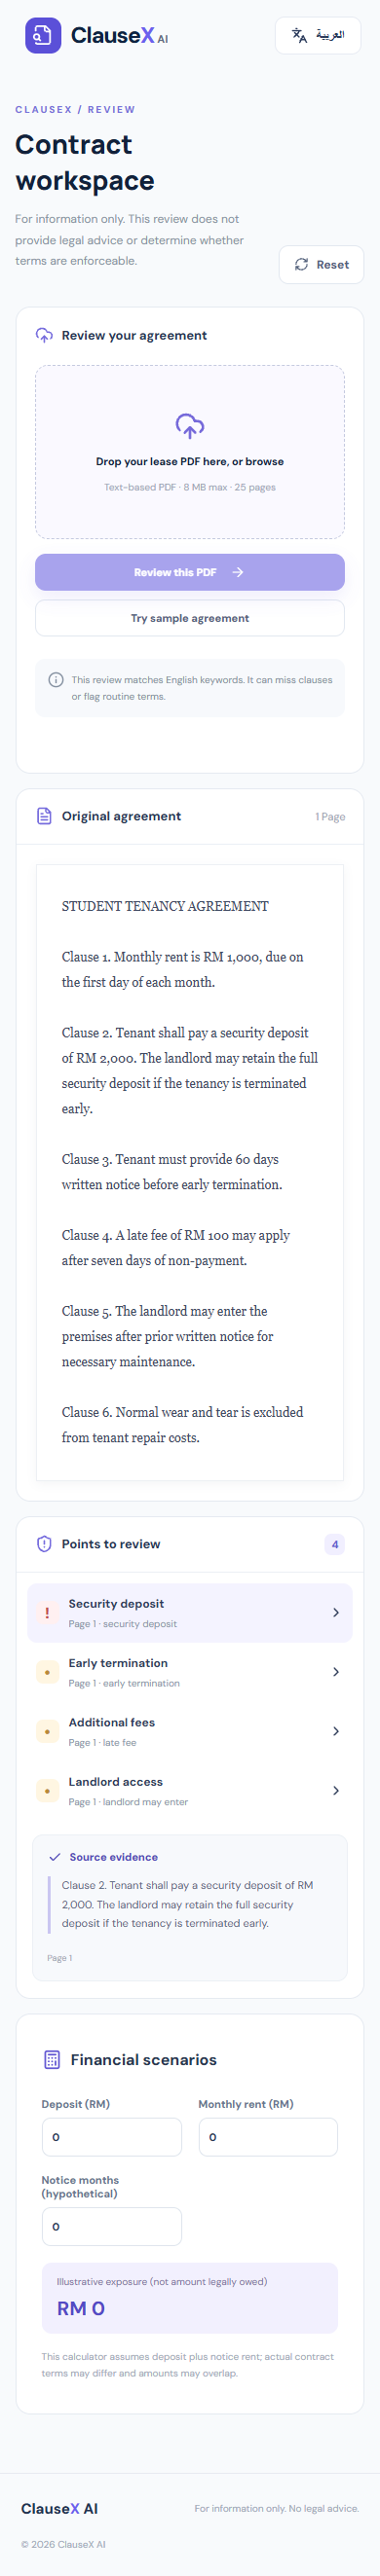 ClauseX AI
العربية
CLAUSEX / REVIEW
Contract
workspace
For information only. This review does not
provide legal advice or determine whether
terms are enforceable.
Reset
Review your agreement
Drop your lease PDF here, or browse
Text-based PDF · 8 MB max · 25 pages
Review this PDF
Try sample agreement
This review matches English keywords. It can miss clauses
or flag routine terms.
Original agreement
1 Page
STUDENT TENANCY AGREEMENT
Clause 1. Monthly rent is RM 1,000, due on
the first day of each month.
Clause 2. Tenant shall pay a security deposit
of RM 2,000. The landlord may retain the full
security deposit if the tenancy is terminated
early.
Clause 3. Tenant must provide 60 days
written notice before early termination.
Clause 4. A late fee of RM 100 may apply
after seven days of non-payment.
Clause 5. The landlord may enter the
premises after prior written notice for
necessary maintenance.
Clause 6. Normal wear and tear is excluded
from tenant repair costs.
Points to review
4
Security deposit
Page 1 · security deposit
Early termination
Page 1 · early termination
Additional fees
Page 1 · late fee
Landlord access
Page 1 · landlord may enter
Source evidence
Clause 2. Tenant shall pay a security deposit of RM
2,000. The landlord may retain the full security
deposit if the tenancy is terminated early.
Page 1
Financial scenarios
Deposit (RM)
Monthly rent (RM)
0
0
Notice months
(hypothetical)
0
Illustrative exposure (not amount legally owed)
RM 0
This calculator assumes deposit plus notice rent; actual contract
terms may differ and amounts may overlap.
ClauseX AI
For information only. No legal advice.
© 2026 ClauseX AI